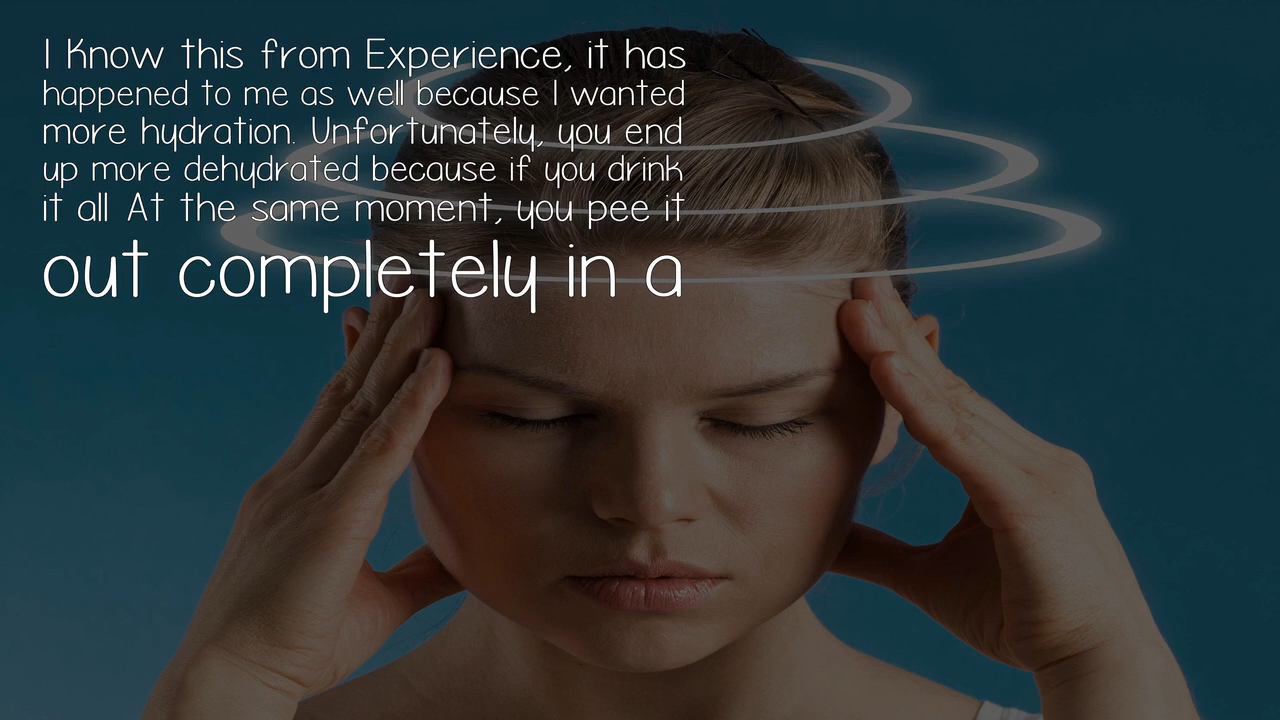 I Know this from Experience, it has
happened to me as well because I wanted
more hydration. Unfortunately, you end
up more dehydrated because if you drink
it all At the same moment, you pee it
out completely in a